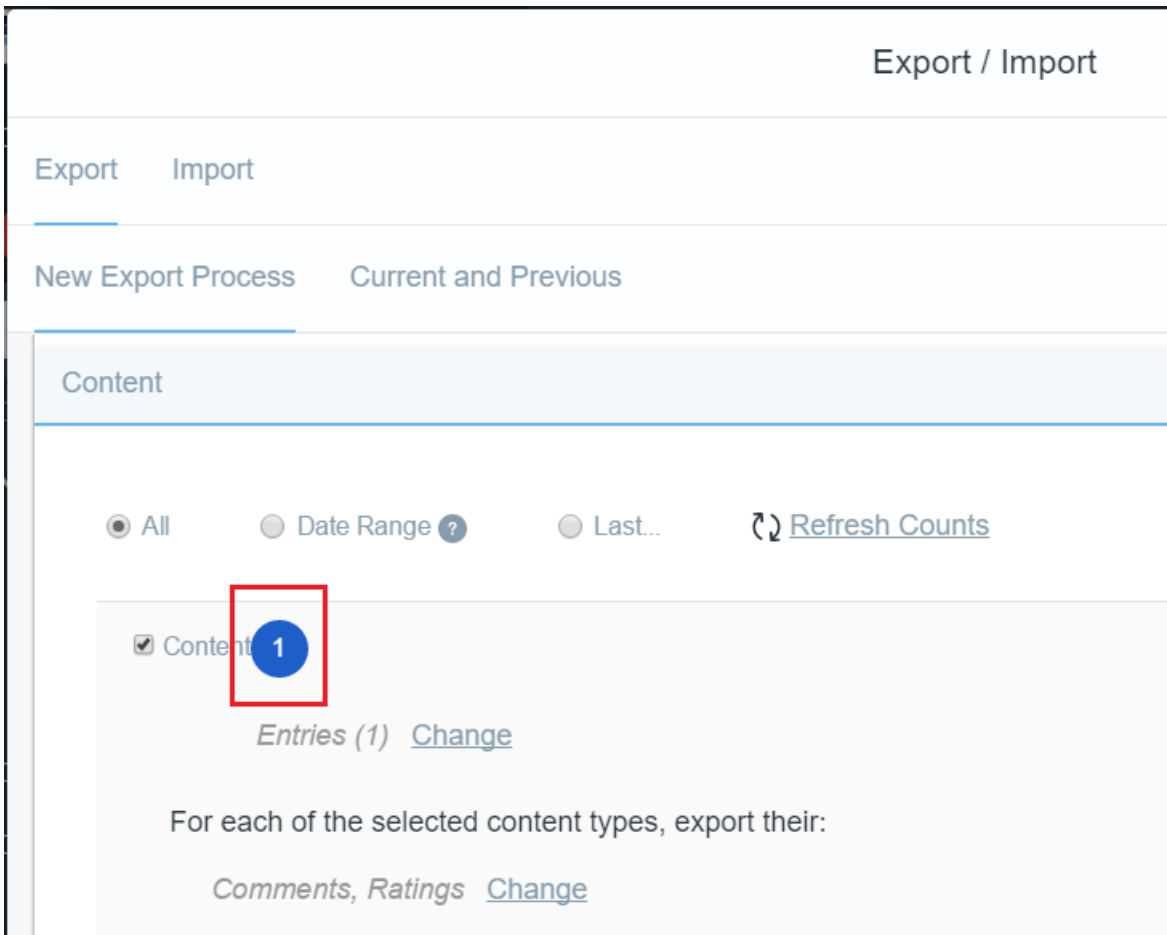 Export / Import
Export Import
New Export Process Current and Previous
Content
All Date Range ? Last... Refresh Counts
Content 1
Entries (1) Change
For each of the selected content types, export their:
Comments, Ratings Change